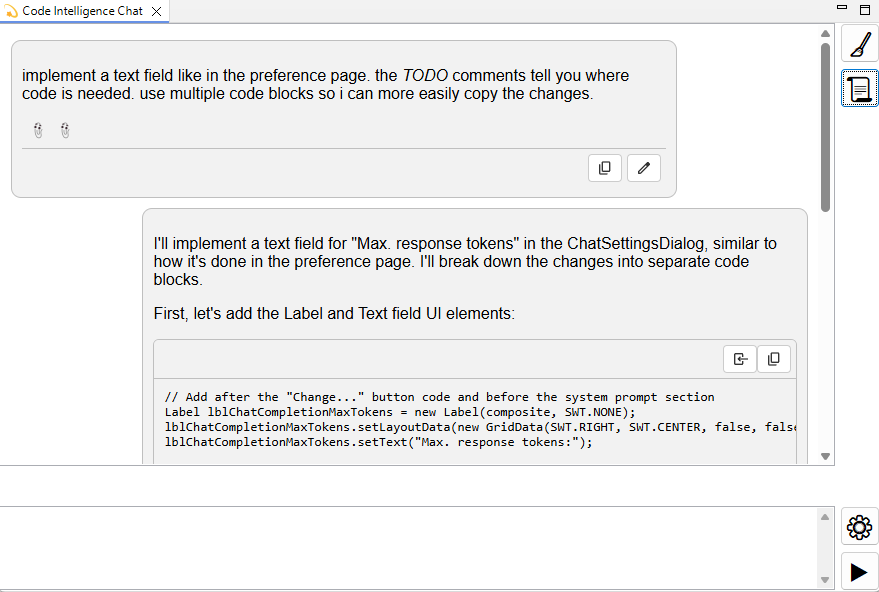 Code Intelligence Chat
implement a text field like in the preference page. the TODO comments tell you where
code is needed. use multiple code blocks so i can more easily copy the changes.
I'll implement a text field for "Max. response tokens" in the ChatSettingsDialog, similar to
how it's done in the preference page. I'll break down the changes into separate code
blocks.
First, let's add the Label and Text field UI elements:
// Add after the "Change..." button code and before the system prompt section
Label lblChatCompletionMaxTokens = new Label(composite, SWT.NONE);
lblChatCompletionMaxTokens.setLayoutData(new GridData(SWT.RIGHT, SWT.CENTER, false, false
lblChatCompletionMaxTokens.setText("Max. response tokens:");